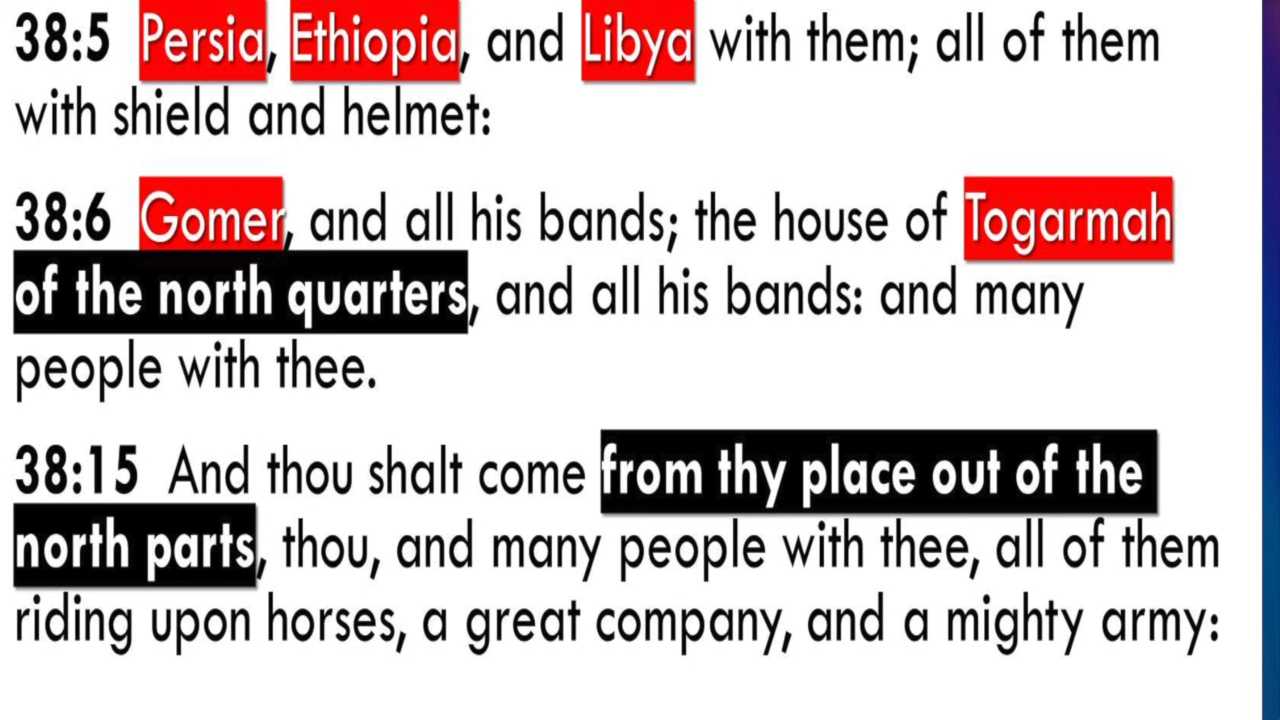 38:5 Persia, Ethiopia, and Libya with them; all of them
with shield and helmet:
38:6 Gomer, and all his bands; the house of Togarmah
of the north quarters, and all his bands: and many
people with thee.
38:15 And thou shalt come from thy place out of the
north parts, thou, and many people with thee, all of them
riding upon horses, a great company, and a mighty army: